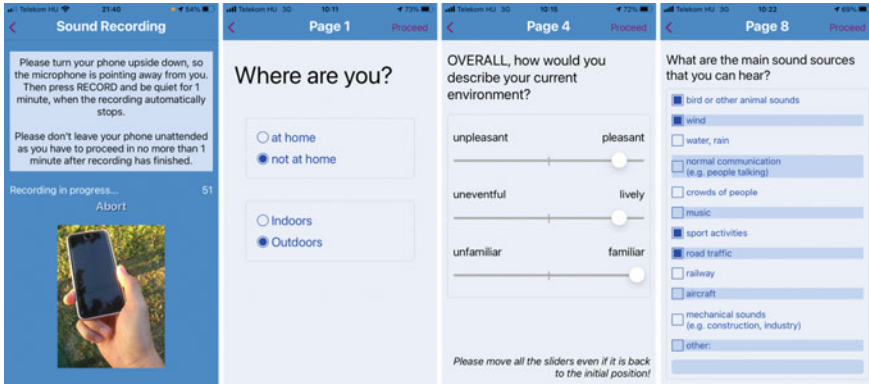 Telekom HU 21:40 54%
Sound Recording
Please turn your phone upside down, so
the microphone is pointing away from you.
Then press RECORD and be quiet for 1
minute, when the recording automatically
stops.
Please don't leave your phone unattended
as you have to proceed in no more than 1
minute after recording has finished.
Recording in progress... 51
Abort
Telekom HU 3G 10:11 73%
Page 1 Proceed
Where are you?
at home
not at home
Indoors
Outdoors
Telekom HU 3G 10:15 72%
Page 4 Proceed
OVERALL, how would you
describe your current
environment?
unpleasant pleasant
uneventful lively
unfamiliar familiar
Please move all the sliders even if it is back
to the initial position!
Telekom HU 3G 10:22 69%
Page 8 Proceed
What are the main sound sources
that you can hear?
bird or other animal sounds
wind
water, rain
normal communication
(e.g. people talking)
crowds of people
music
sport activities
road traffic
railway
aircraft
mechanical sounds
(e.g. construction, industry)
other: